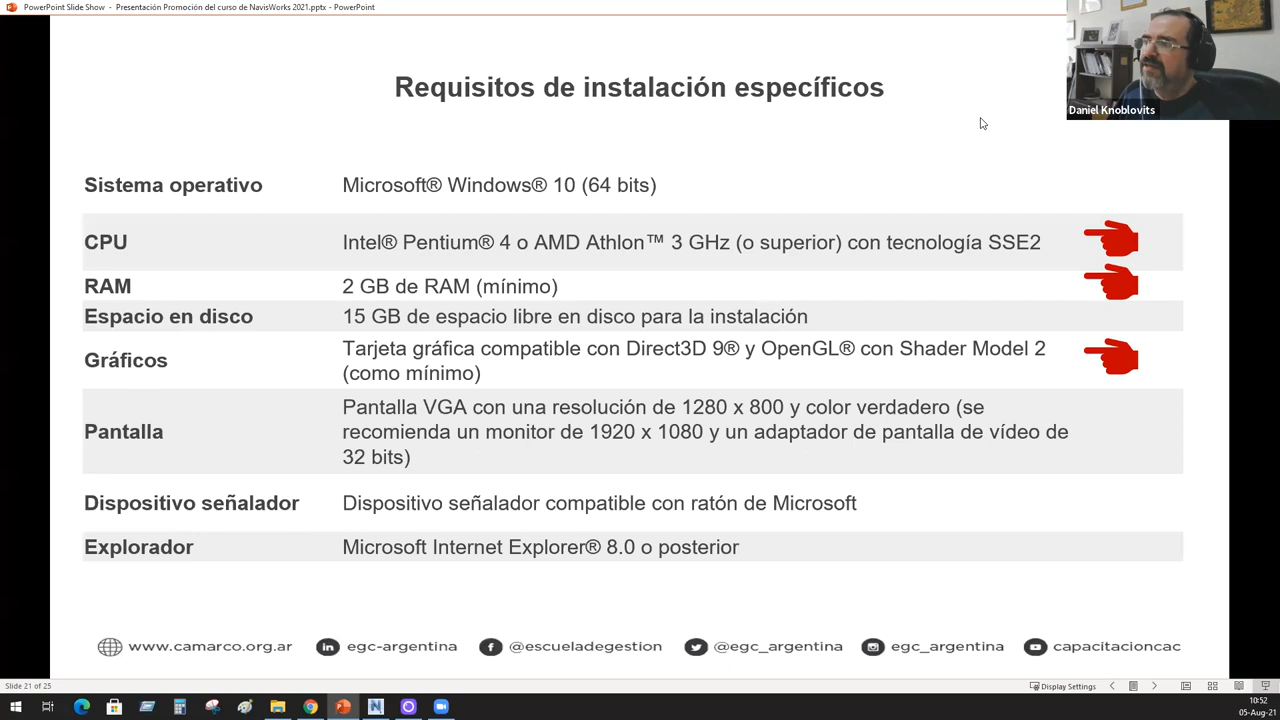 PowerPoint Slide Show - Presentación Promoción del curso de NavisWorks 2021.pptx - PowerPoint
Daniel Knoblovits
Requisitos de instalación específicos
Sistema operativo Microsoft® Windows® 10 (64 bits)
CPU Intel® Pentium® 4 o AMD Athlon™ 3 GHz (o superior) con tecnología SSE2
RAM 2 GB de RAM (mínimo)
Espacio en disco 15 GB de espacio libre en disco para la instalación
Gráficos Tarjeta gráfica compatible con Direct3D 9® y OpenGL® con Shader Model 2
(como mínimo)
Pantalla Pantalla VGA con una resolución de 1280 x 800 y color verdadero (se
recomienda un monitor de 1920 x 1080 y un adaptador de pantalla de vídeo de
32 bits)
Dispositivo señalador Dispositivo señalador compatible con ratón de Microsoft
Explorador Microsoft Internet Explorer® 8.0 o posterior
www.camarco.org.ar egc-argentina @escueladegestion @egc_argentina egc_argentina capacitacioncac
Slide 21 of 25 Display Settings
10:52
05-Aug-21